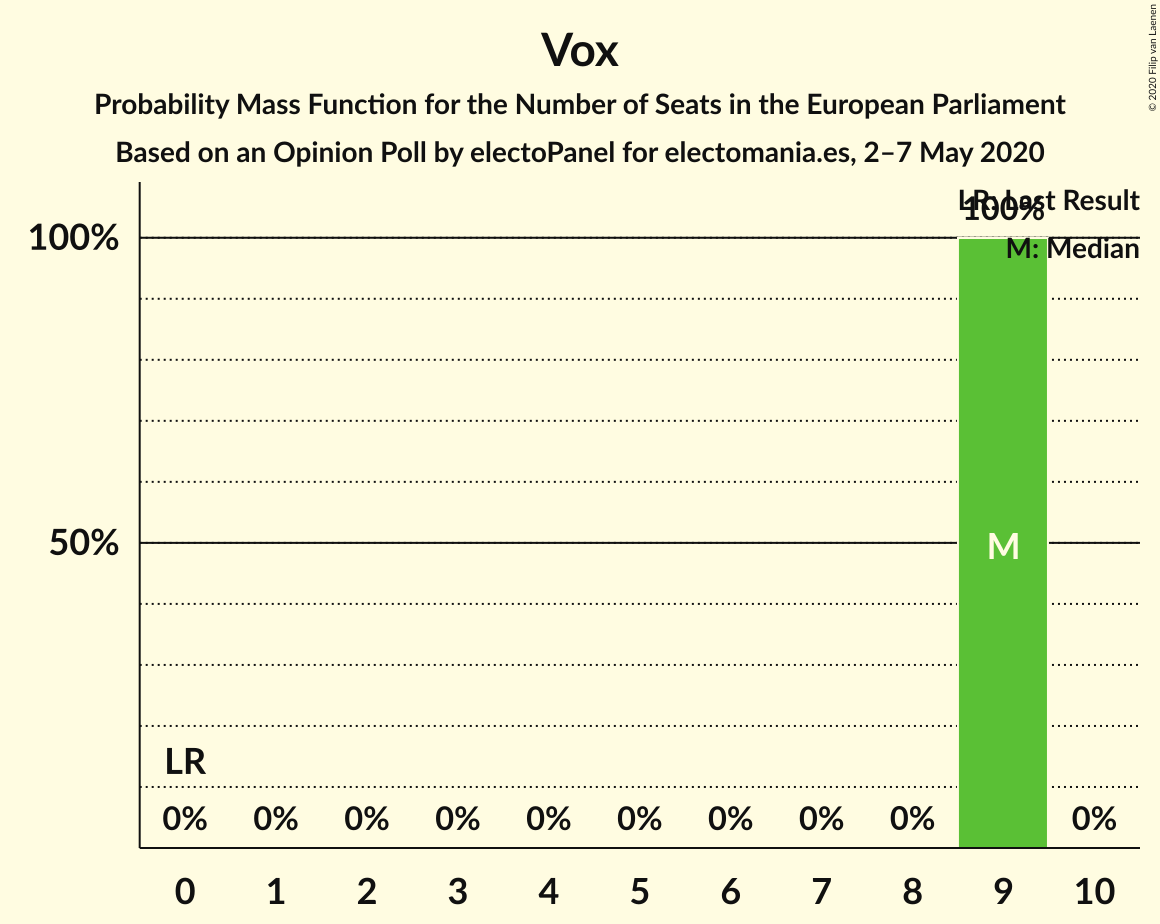 Vox
Probability Mass Function for the Number of Seats in the European Parliament
Based on an Opinion Poll by electoPanel for electomania.es, 2–7 May 2020
© 2020 Filip van Laenen
LR: Last Result
100%
M: Median
100%
50%
M
LR
0% 0% 0% 0% 0% 0% 0% 0% 0% 0%
0 1 2 3 4 5 6 7 8 9 10